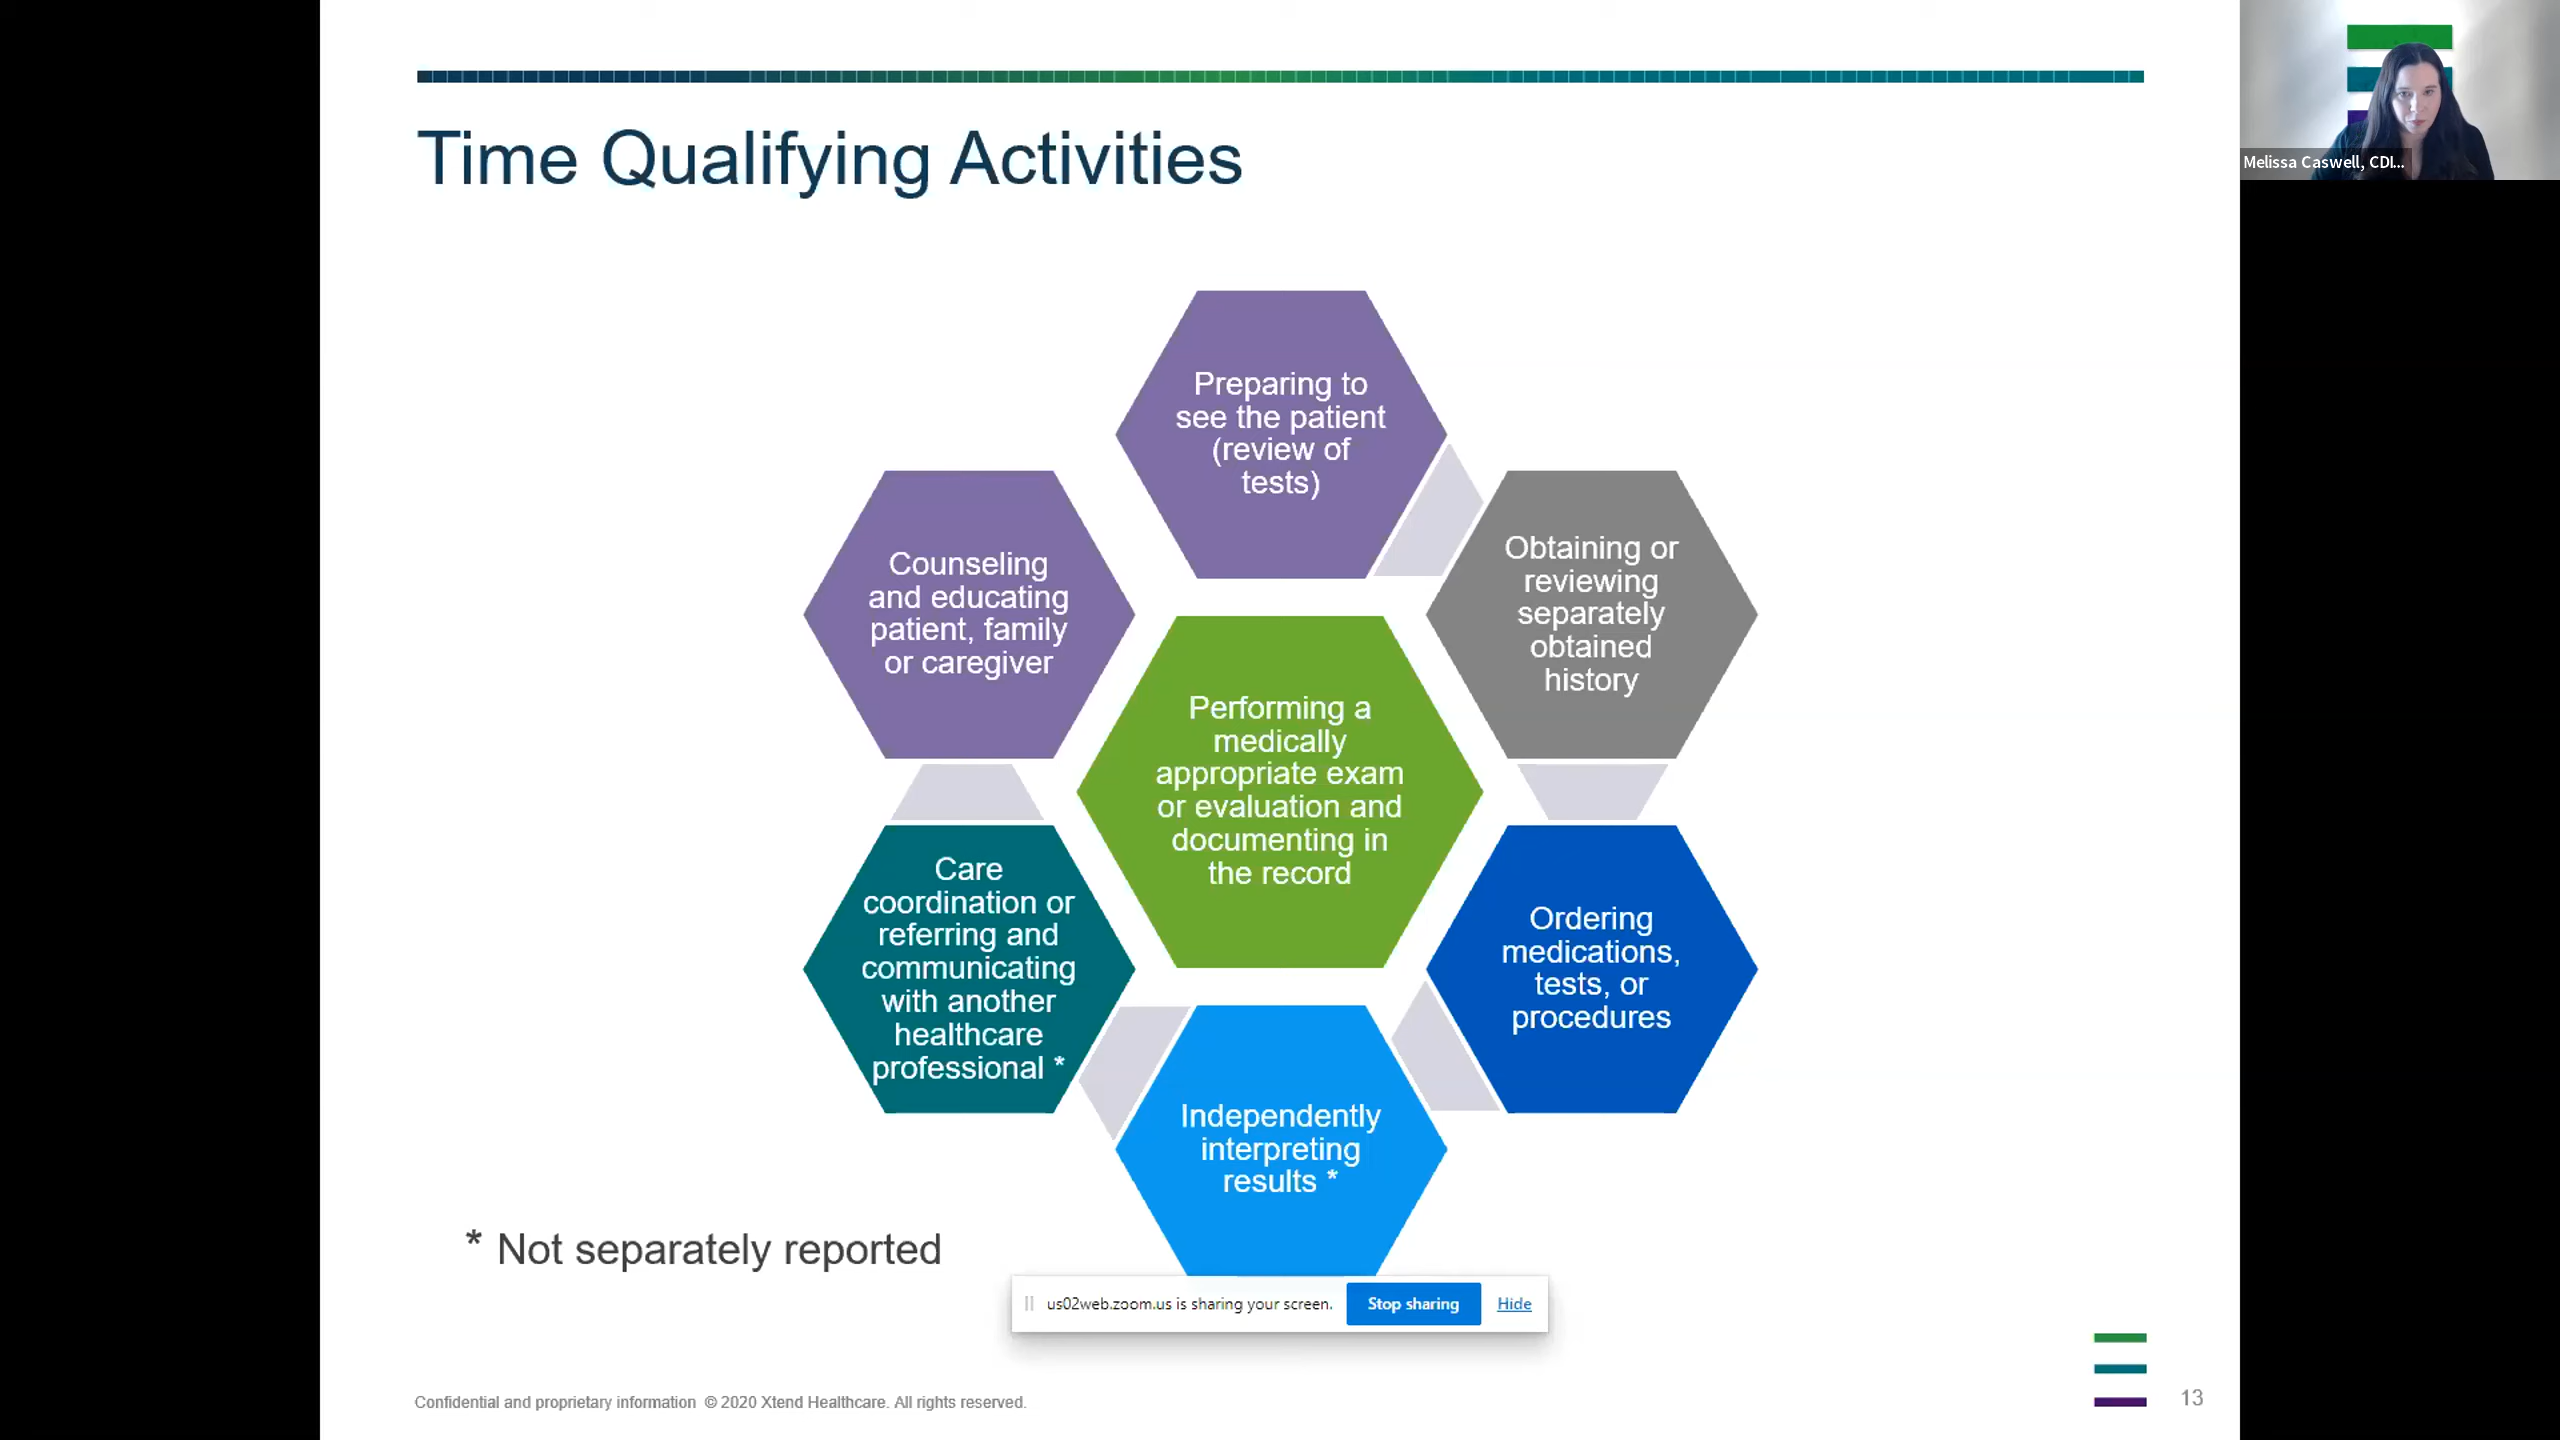 Time Qualifying Activities
Melissa Caswell, CDI...
Preparing to
see the patient
(review of
tests)
Obtaining or
reviewing
separately
obtained
history
Counseling
and educating
patient, family
or caregiver
Performing a
medically
appropriate exam
or evaluation and
documenting in
the record
Care
coordination or
referring and
communicating
with another
healthcare
professional *
Ordering
medications,
tests, or
procedures
Independently
interpreting
results *
* Not separately reported
us02web.zoom.us is sharing your screen.
Stop sharing
Hide
Confidential and proprietary information © 2020 Xtend Healthcare. All rights reserved.
13